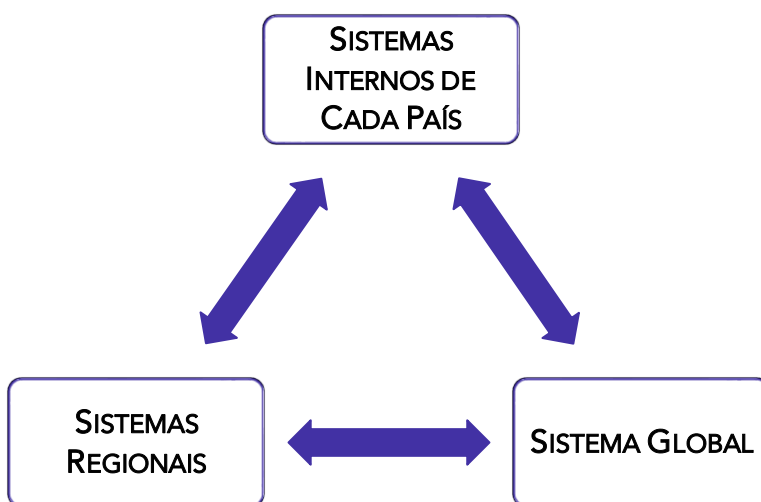 SISTEMAS
INTERNOS DE
CADA PAÍS
SISTEMAS
REGIONAIS
SISTEMA GLOBAL